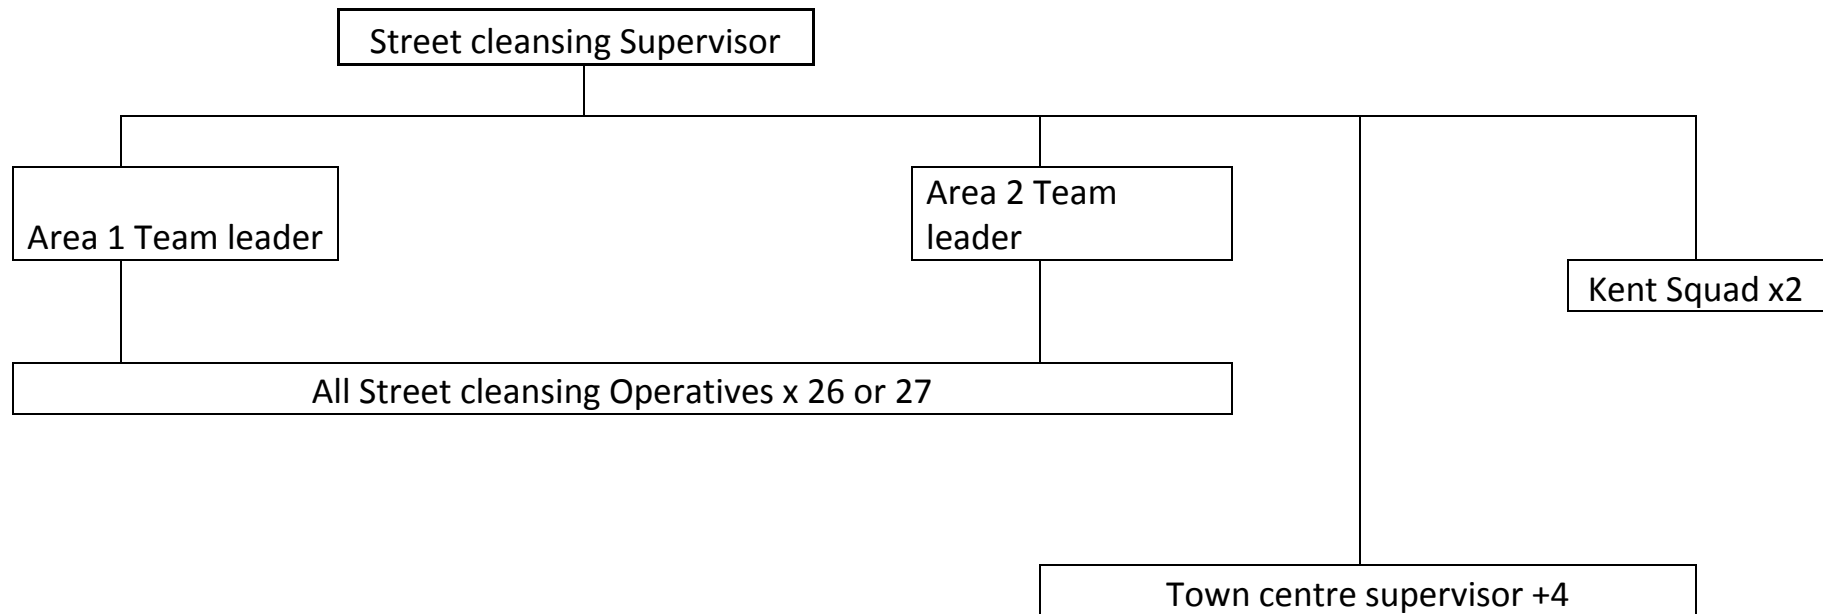 Street cleansing Supervisor
Area 1 Team leader
Area 2 Team
leader
Kent Squad x2
All Street cleansing Operatives x 26 or 27
Town centre supervisor +4